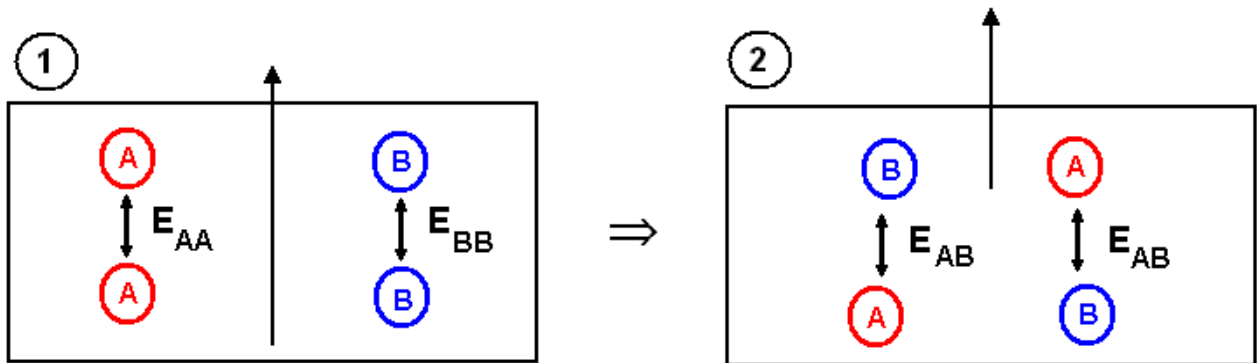 1
A B
E_AA E_BB
A B
⇒
2
B A
E_AB E_AB
A B